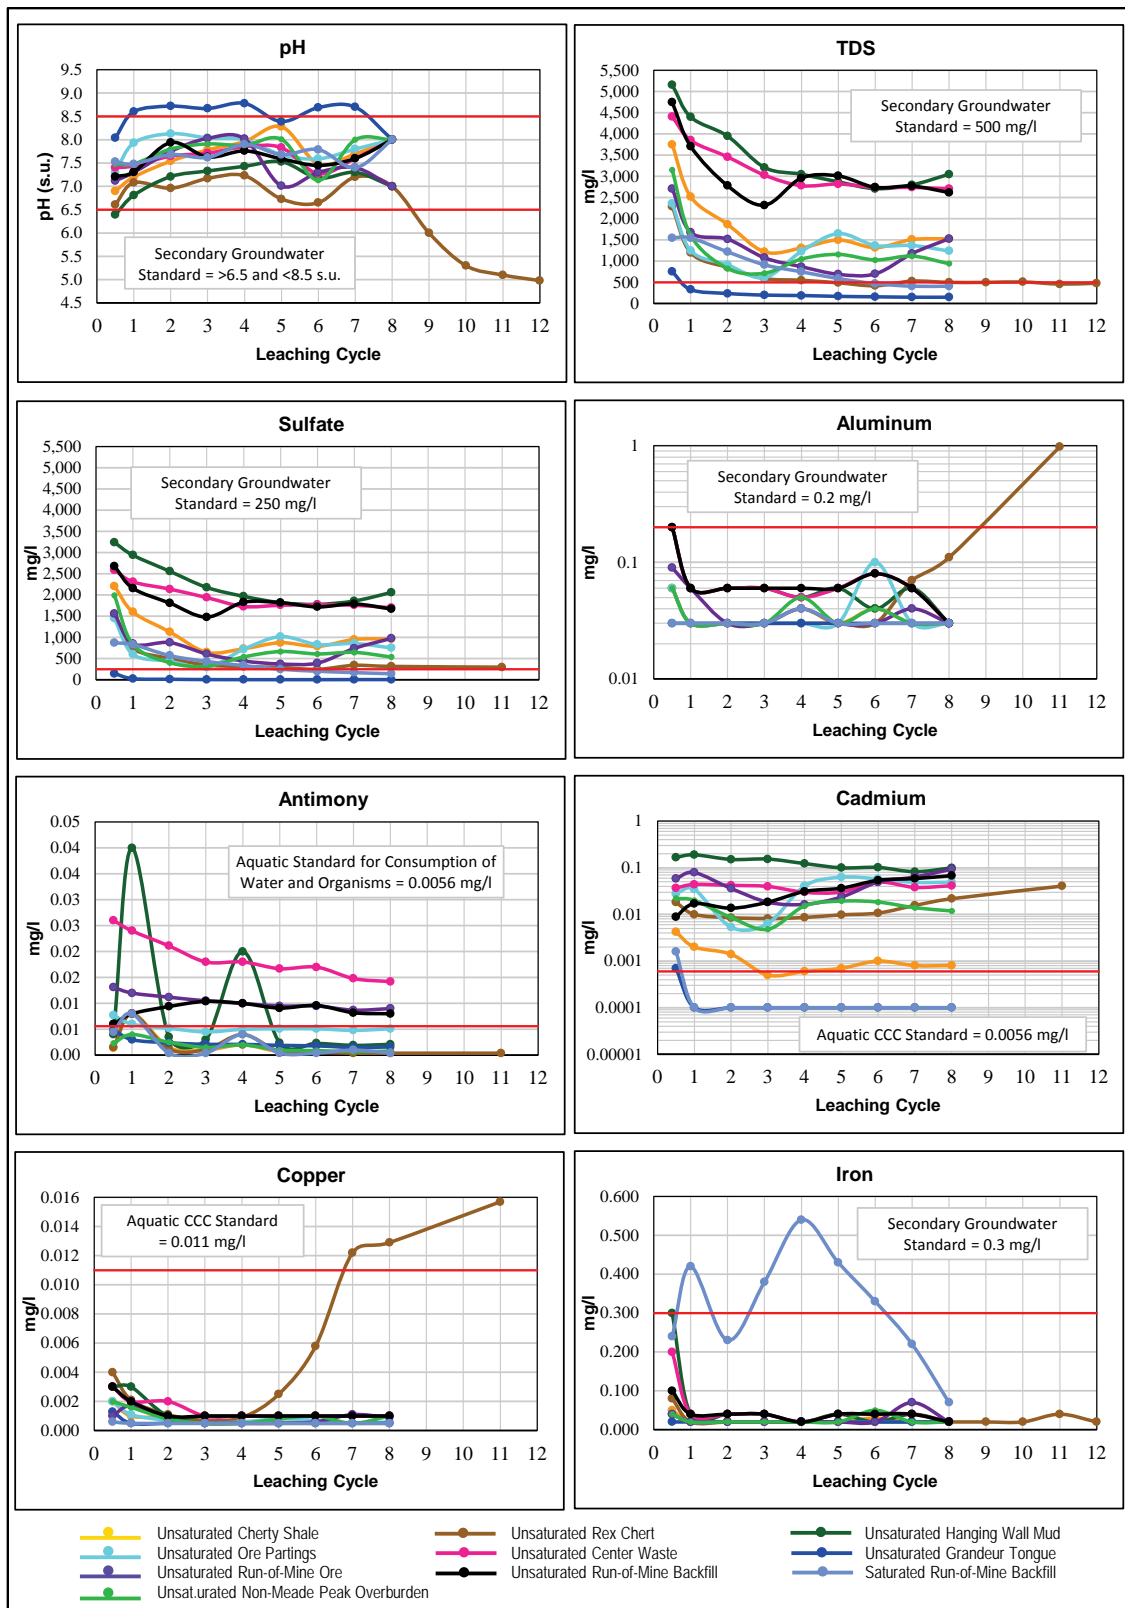 pH
9.5
9.0
8.5
8.0
7.5
7.0
6.5
6.0
5.5
5.0
4.5
pH (s.u.)
Secondary Groundwater
Standard = >6.5 and <8.5 s.u.
0 1 2 3 4 5 6 7 8 9 10 11 12
Leaching Cycle
TDS
5,500
5,000
4,500
4,000
3,500
3,000
2,500
2,000
1,500
1,000
500
0
mg/l
Secondary Groundwater
Standard = 500 mg/l
0 1 2 3 4 5 6 7 8 9 10 11 12
Leaching Cycle
Sulfate
5,500
5,000
4,500
4,000
3,500
3,000
2,500
2,000
1,500
1,000
500
0
mg/l
Secondary Groundwater
Standard = 250 mg/l
0 1 2 3 4 5 6 7 8 9 10 11 12
Leaching Cycle
Aluminum
1
0.1
0.01
mg/l
Secondary Groundwater
Standard = 0.2 mg/l
0 1 2 3 4 5 6 7 8 9 10 11 12
Leaching Cycle
Antimony
0.05
0.04
0.04
0.03
0.03
0.02
0.02
0.01
0.01
0.00
mg/l
Aquatic Standard for Consumption of
Water and Organisms = 0.0056 mg/l
0 1 2 3 4 5 6 7 8 9 10 11 12
Leaching Cycle
Cadmium
1
0.1
0.01
0.001
0.0001
0.00001
mg/l
Aquatic CCC Standard = 0.0056 mg/l
0 1 2 3 4 5 6 7 8 9 10 11 12
Leaching Cycle
Copper
0.016
0.014
0.012
0.010
0.008
0.006
0.004
0.002
0.000
mg/l
Aquatic CCC Standard
= 0.011 mg/l
0 1 2 3 4 5 6 7 8 9 10 11 12
Leaching Cycle
Iron
0.600
0.500
0.400
0.300
0.200
0.100
0.000
mg/l
Secondary Groundwater
Standard = 0.3 mg/l
0 1 2 3 4 5 6 7 8 9 10 11 12
Leaching Cycle
Unsaturated Cherty Shale
Unsaturated Rex Chert
Unsaturated Hanging Wall Mud
Unsaturated Ore Partings
Unsaturated Center Waste
Unsaturated Grandeur Tongue
Unsaturated Run-of-Mine Ore
Unsaturated Run-of-Mine Backfill
Saturated Run-of-Mine Backfill
Unsat.urated Non-Meade Peak Overburden